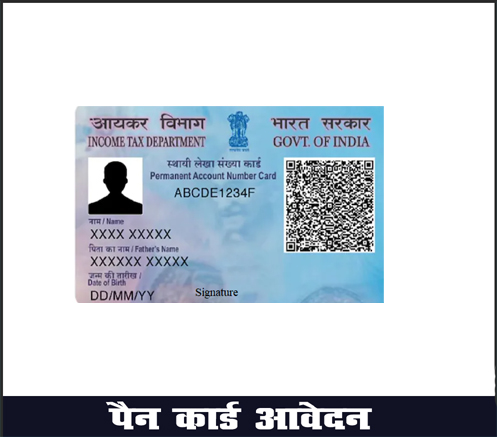 आयकर विभाग भारत सरकार
INCOME TAX DEPARTMENT GOVT. OF INDIA
स्थायी लेखा संख्या कार्ड
Permanent Account Number Card
ABCDE1234F
नाम / Name
XXXX XXXXX
पिता का नाम / Father's Name
XXXXXX XXXXX
जन्म की तारीख /
Date of Birth
DD/MM/YY Signature
पैन कार्ड आवेदन